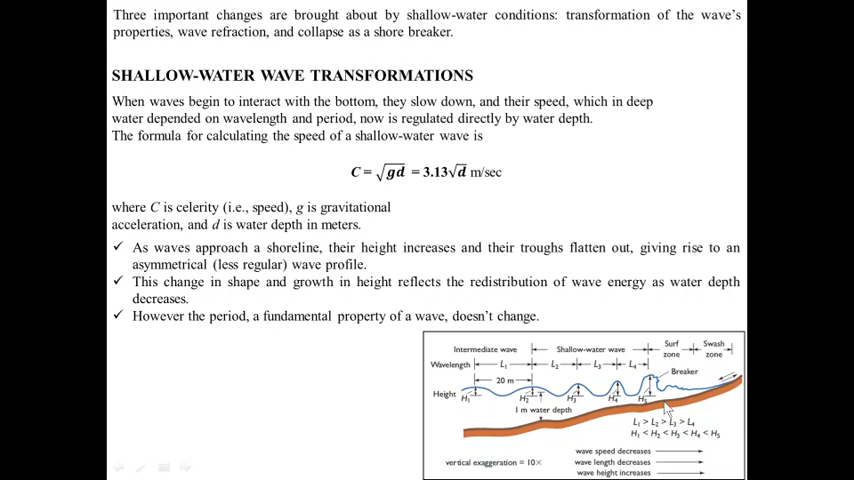 Three important changes are brought about by shallow-water conditions: transformation of the wave's
properties, wave refraction, and collapse as a shore breaker.
SHALLOW-WATER WAVE TRANSFORMATIONS
When waves begin to interact with the bottom, they slow down, and their speed, which in deep
water depended on wavelength and period, now is regulated directly by water depth.
The formula for calculating the speed of a shallow-water wave is
C = √gd = 3.13√d m/sec
where C is celerity (i.e., speed), g is gravitational
acceleration, and d is water depth in meters.
✓ As waves approach a shoreline, their height increases and their troughs flatten out, giving rise to an
asymmetrical (less regular) wave profile.
✓ This change in shape and growth in height reflects the redistribution of wave energy as water depth
decreases.
✓ However the period, a fundamental property of a wave, doesn't change.
Intermediate wave Shallow-water wave Surf zone Swash zone
Wavelength L₁ L₂ L₃ L₄ Breaker
20 m
Height H₁ H₂ H₃ H₄ H₅
1 m water depth
L₁ > L₂ > L₃ > L₄
H₁ < H₂ < H₃ < H₄ < H₅
wave speed decreases
vertical exaggeration = 10× wave length decreases
wave height increases